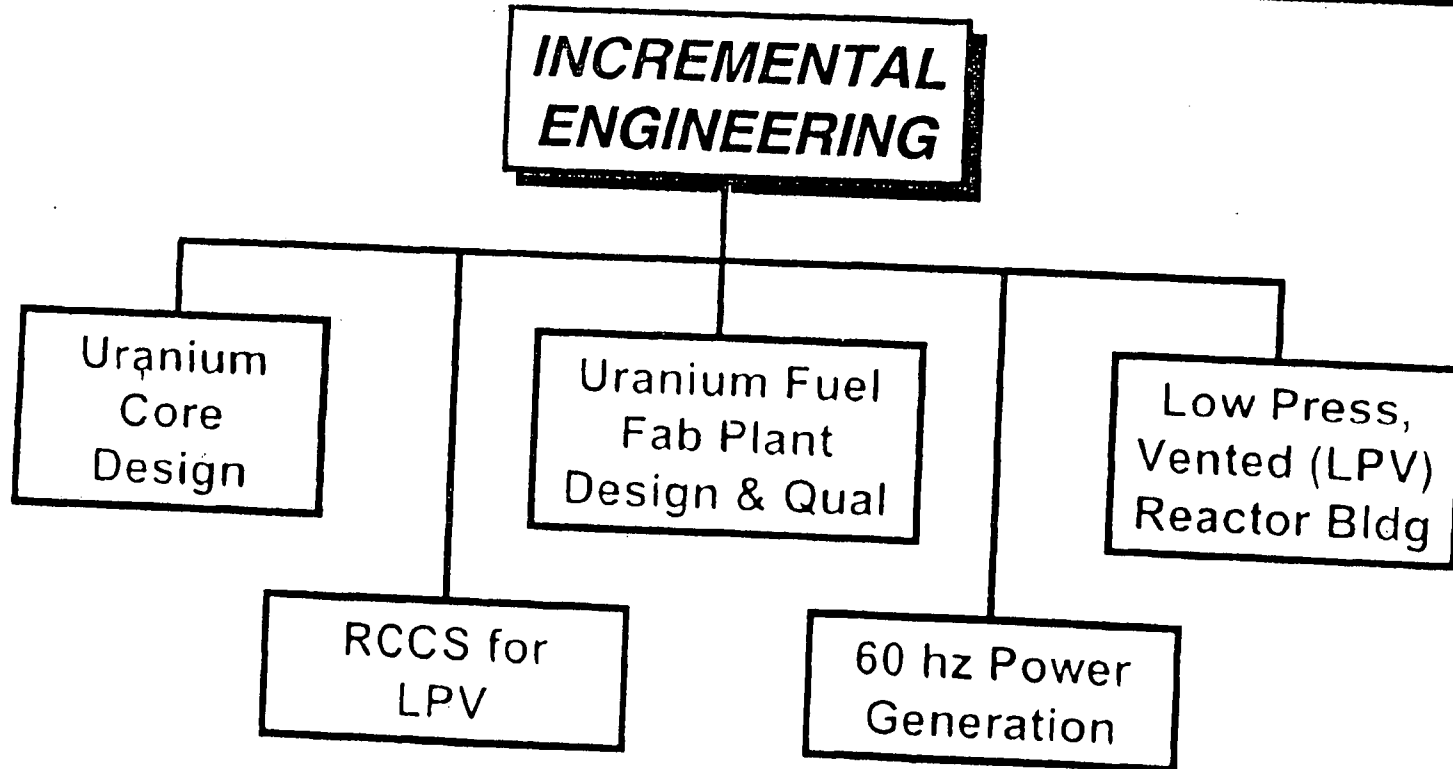 INCREMENTAL
ENGINEERING
Uranium
Core
Design
Uranium Fuel
Fab Plant
Design & Qual
Low Press,
Vented (LPV)
Reactor Bldg
RCCS for
LPV
60 hz Power
Generation